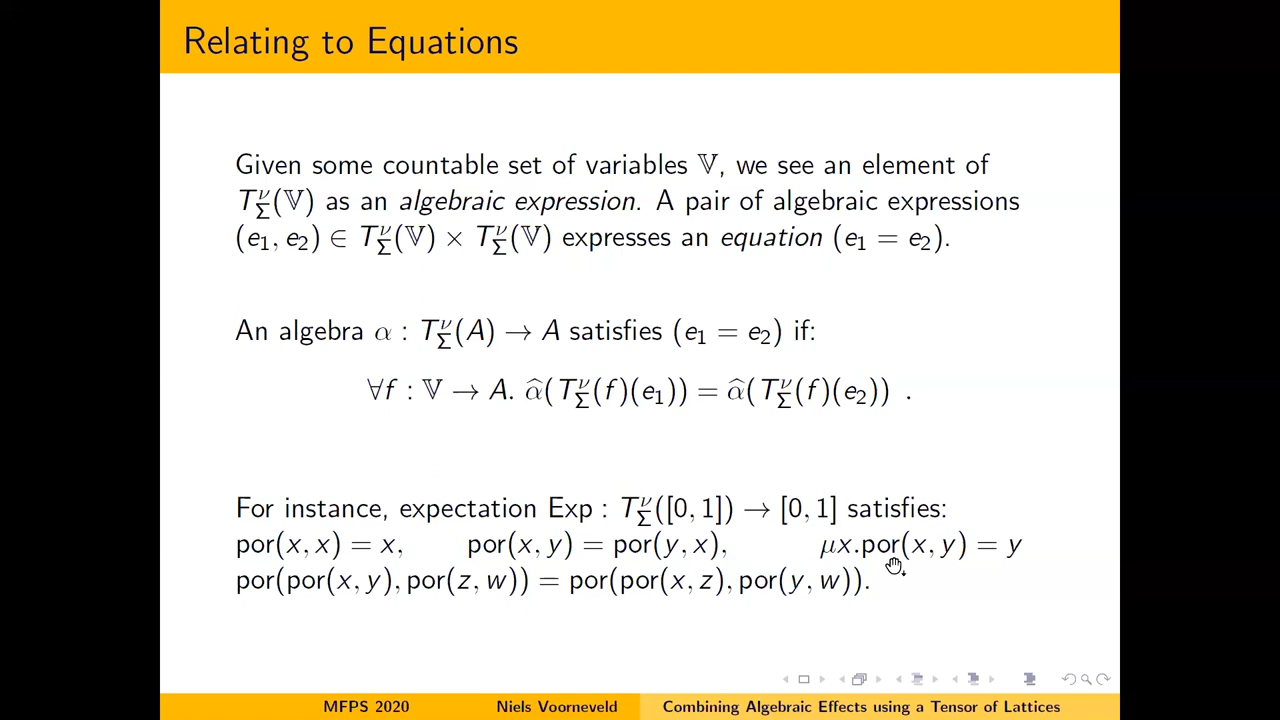 Relating to Equations
Given some countable set of variables 𝕍, we see an element of
T^ν_Σ(𝕍) as an algebraic expression. A pair of algebraic expressions
(e₁, e₂) ∈ T^ν_Σ(𝕍) × T^ν_Σ(𝕍) expresses an equation (e₁ = e₂).
An algebra α : T^ν_Σ(A) → A satisfies (e₁ = e₂) if:
∀f : 𝕍 → A. α̂(T^ν_Σ(f)(e₁)) = α̂(T^ν_Σ(f)(e₂)) .
For instance, expectation Exp : T^ν_Σ([0, 1]) → [0, 1] satisfies:
por(x, x) = x, por(x, y) = por(y, x), μx.por(x, y) = y
por(por(x, y), por(z, w)) = por(por(x, z), por(y, w)).
MFPS 2020 Niels Voorneveld Combining Algebraic Effects using a Tensor of Lattices